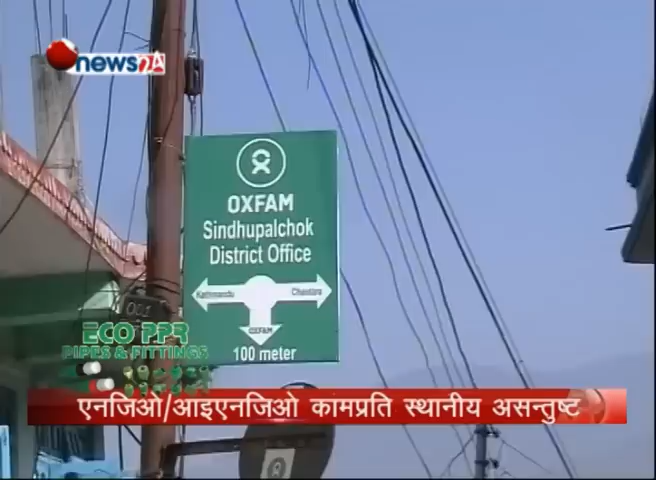 news24
OXFAM
Sindhupalchok
District Office
Kathmandu
Chautara
OXFAM
100 meter
001
ECO PPR
PIPES & FITTINGS
एनजिओ/आइएनजिओ कामप्रति स्थानीय असन्तुष्ट